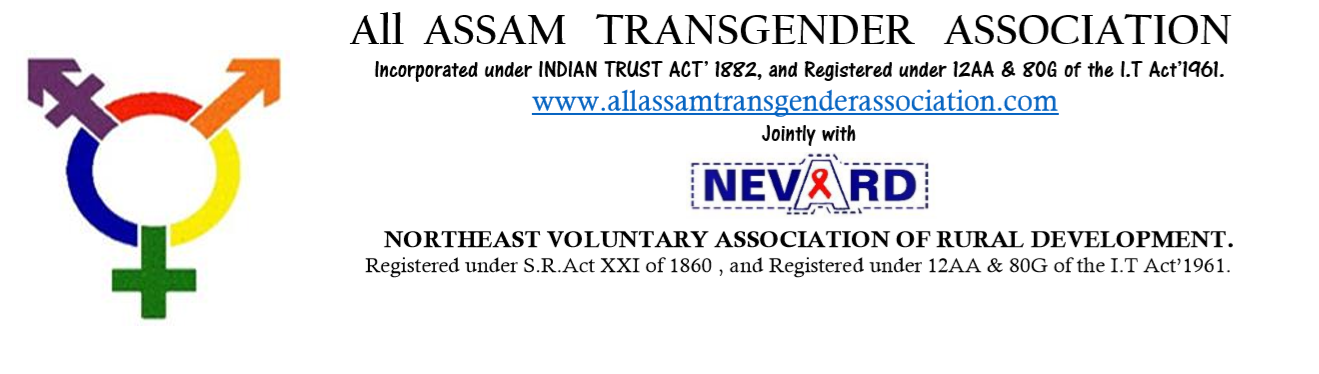 All ASSAM TRANSGENDER ASSOCIATION
Incorporated under INDIAN TRUST ACT' 1882, and Registered under 12AA & 80G of the I.T Act'1961.
www.allassamtransgenderassociation.com
Jointly with
NEVARD
NORTHEAST VOLUNTARY ASSOCIATION OF RURAL DEVELOPMENT.
Registered under S.R.Act XXI of 1860 , and Registered under 12AA & 80G of the I.T Act’1961.